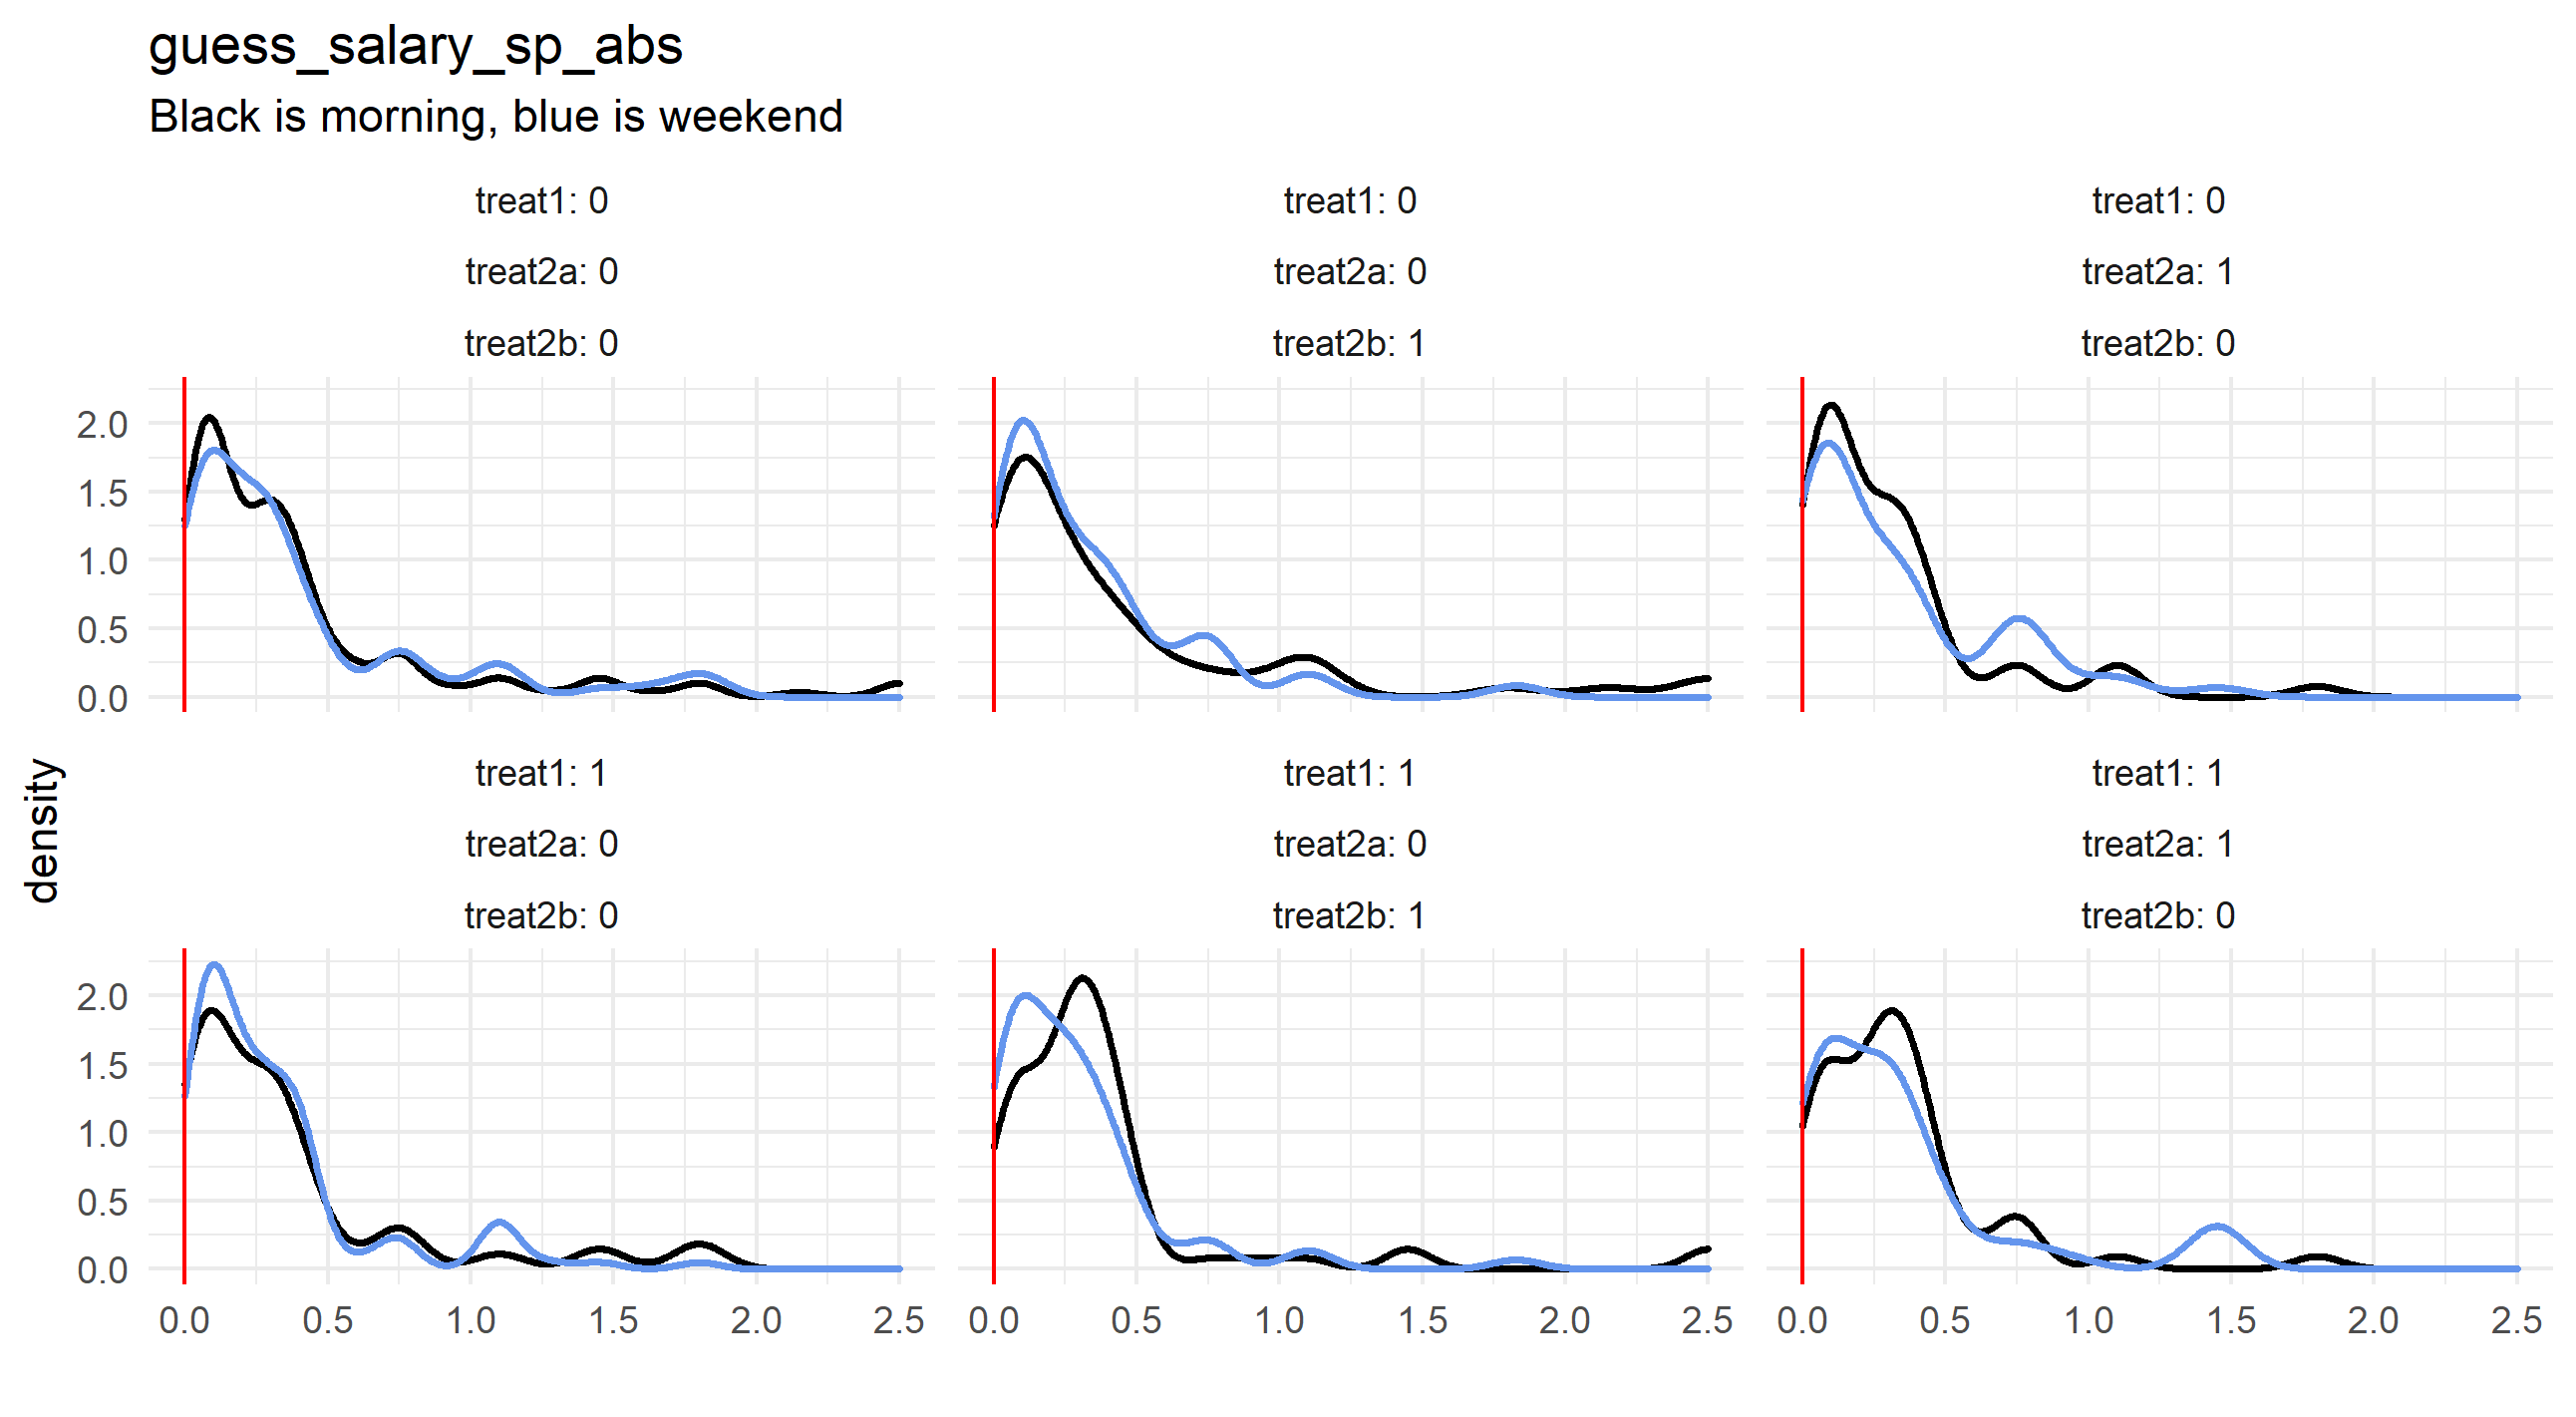 guess_salary_sp_abs
Black is morning, blue is weekend
treat1: 0 treat1: 0 treat1: 0
treat2a: 0 treat2a: 0 treat2a: 1
treat2b: 0 treat2b: 1 treat2b: 0
2.0
1.5
1.0
0.5
0.0
density
treat1: 1 treat1: 1 treat1: 1
treat2a: 0 treat2a: 0 treat2a: 1
treat2b: 0 treat2b: 1 treat2b: 0
2.0
1.5
1.0
0.5
0.0
0.0 0.5 1.0 1.5 2.0 2.5 0.0 0.5 1.0 1.5 2.0 2.5 0.0 0.5 1.0 1.5 2.0 2.5